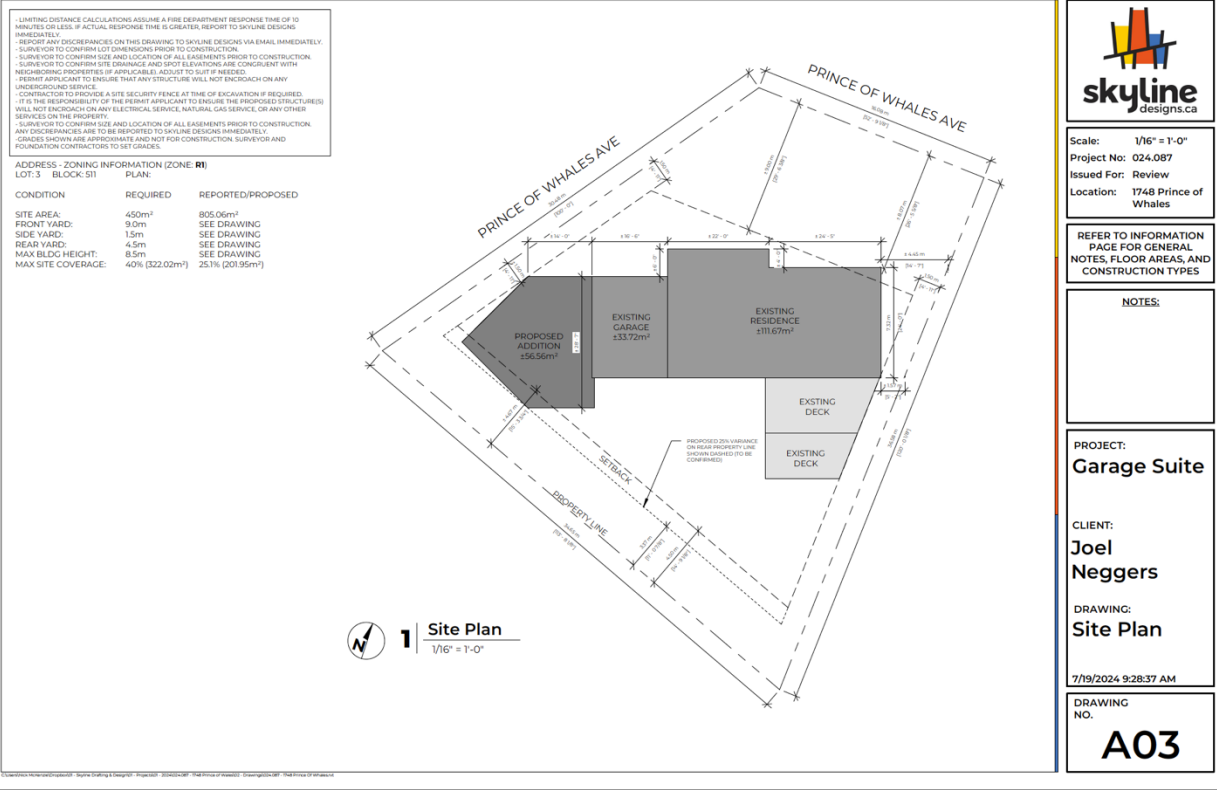 - LIMITING DISTANCE CALCULATIONS ASSUME A FIRE DEPARTMENT RESPONSE TIME OF 10
MINUTES OR LESS. IF ACTUAL RESPONSE TIME IS GREATER, REPORT TO SKYLINE DESIGNS
IMMEDIATELY.
- REPORT ANY DISCREPANCIES ON THIS DRAWING TO SKYLINE DESIGNS VIA EMAIL IMMEDIATELY.
- SURVEYOR TO CONFIRM LOT DIMENSIONS PRIOR TO CONSTRUCTION.
- SURVEYOR TO CONFIRM SIZE AND LOCATION OF ALL EASEMENTS PRIOR TO CONSTRUCTION.
- SURVEYOR TO CONFIRM SITE DRAINAGE AND SPOT ELEVATIONS ARE CONGRUENT WITH
NEIGHBORING PROPERTIES (IF APPLICABLE). ADJUST TO SUIT IF NEEDED.
- PERMIT APPLICANT TO ENSURE THAT ANY STRUCTURE WILL NOT ENCROACH ON ANY
UNDERGROUND SERVICE.
- CONTRACTOR TO PROVIDE A SITE SECURITY FENCE AT TIME OF EXCAVATION IF REQUIRED.
- IT IS THE RESPONSIBILITY OF THE PERMIT APPLICANT TO ENSURE THE PROPOSED STRUCTURE(S)
WILL NOT ENCROACH ON ANY ELECTRICAL SERVICE, NATURAL GAS SERVICE, OR ANY OTHER
SERVICES ON THE PROPERTY.
- SURVEYOR TO CONFIRM SIZE AND LOCATION OF ALL EASEMENTS PRIOR TO CONSTRUCTION.
ANY DISCREPANCIES ARE TO BE REPORTED TO SKYLINE DESIGNS IMMEDIATELY.
-GRADES SHOWN ARE APPROXIMATE AND NOT FOR CONSTRUCTION. SURVEYOR AND
FOUNDATION CONTRACTORS TO SET GRADES.
ADDRESS - ZONING INFORMATION (ZONE: R1)
LOT: 3 BLOCK: 511 PLAN:
CONDITION REQUIRED REPORTED/PROPOSED
SITE AREA: 450m² 805.06m²
FRONT YARD: 9.0m SEE DRAWING
SIDE YARD: 1.5m SEE DRAWING
REAR YARD: 4.5m SEE DRAWING
MAX BLDG HEIGHT: 8.5m SEE DRAWING
MAX SITE COVERAGE: 40% (322.02m²) 25.1% (201.95m²)
PRINCE OF WHALES AVE
PRINCE OF WHALES AVE
± 14' - 0"
± 16' - 6"
± 22' - 0"
± 24' - 5"
PROPOSED
ADDITION
±56.56m²
EXISTING
GARAGE
±33.72m²
EXISTING
RESIDENCE
±111.67m²
EXSTING
DECK
EXISTING
DECK
PROPOSED 25% VARIANCE
ON REAR PROPERTY LINE
SHOWN DASHED (TO BE
CONFIRMED)
SETBACK
PROPERTY LINE
N
1
Site Plan
1/16" = 1'-0"
skyline
designs.ca
Scale: 1/16" = 1'-0"
Project No: 024.087
Issued For: Review
Location: 1748 Prince of
Whales
REFER TO INFORMATION
PAGE FOR GENERAL
NOTES, FLOOR AREAS, AND
CONSTRUCTION TYPES
NOTES:
PROJECT:
Garage Suite
CLIENT:
Joel
Neggers
DRAWING:
Site Plan
7/19/2024 9:28:37 AM
DRAWING
NO.
A03